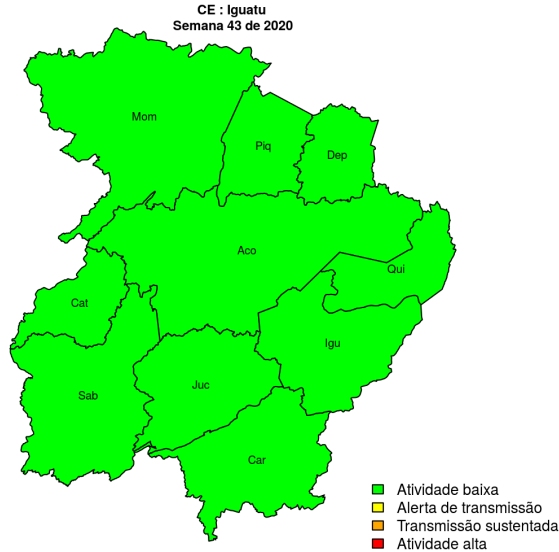 CE : Iguatu
Semana 43 de 2020
Mom
Piq
Dep
Aco
Qui
Cat
Igu
Sab
Juc
Car
Atividade baixa
Alerta de transmissão
Transmissão sustentada
Atividade alta